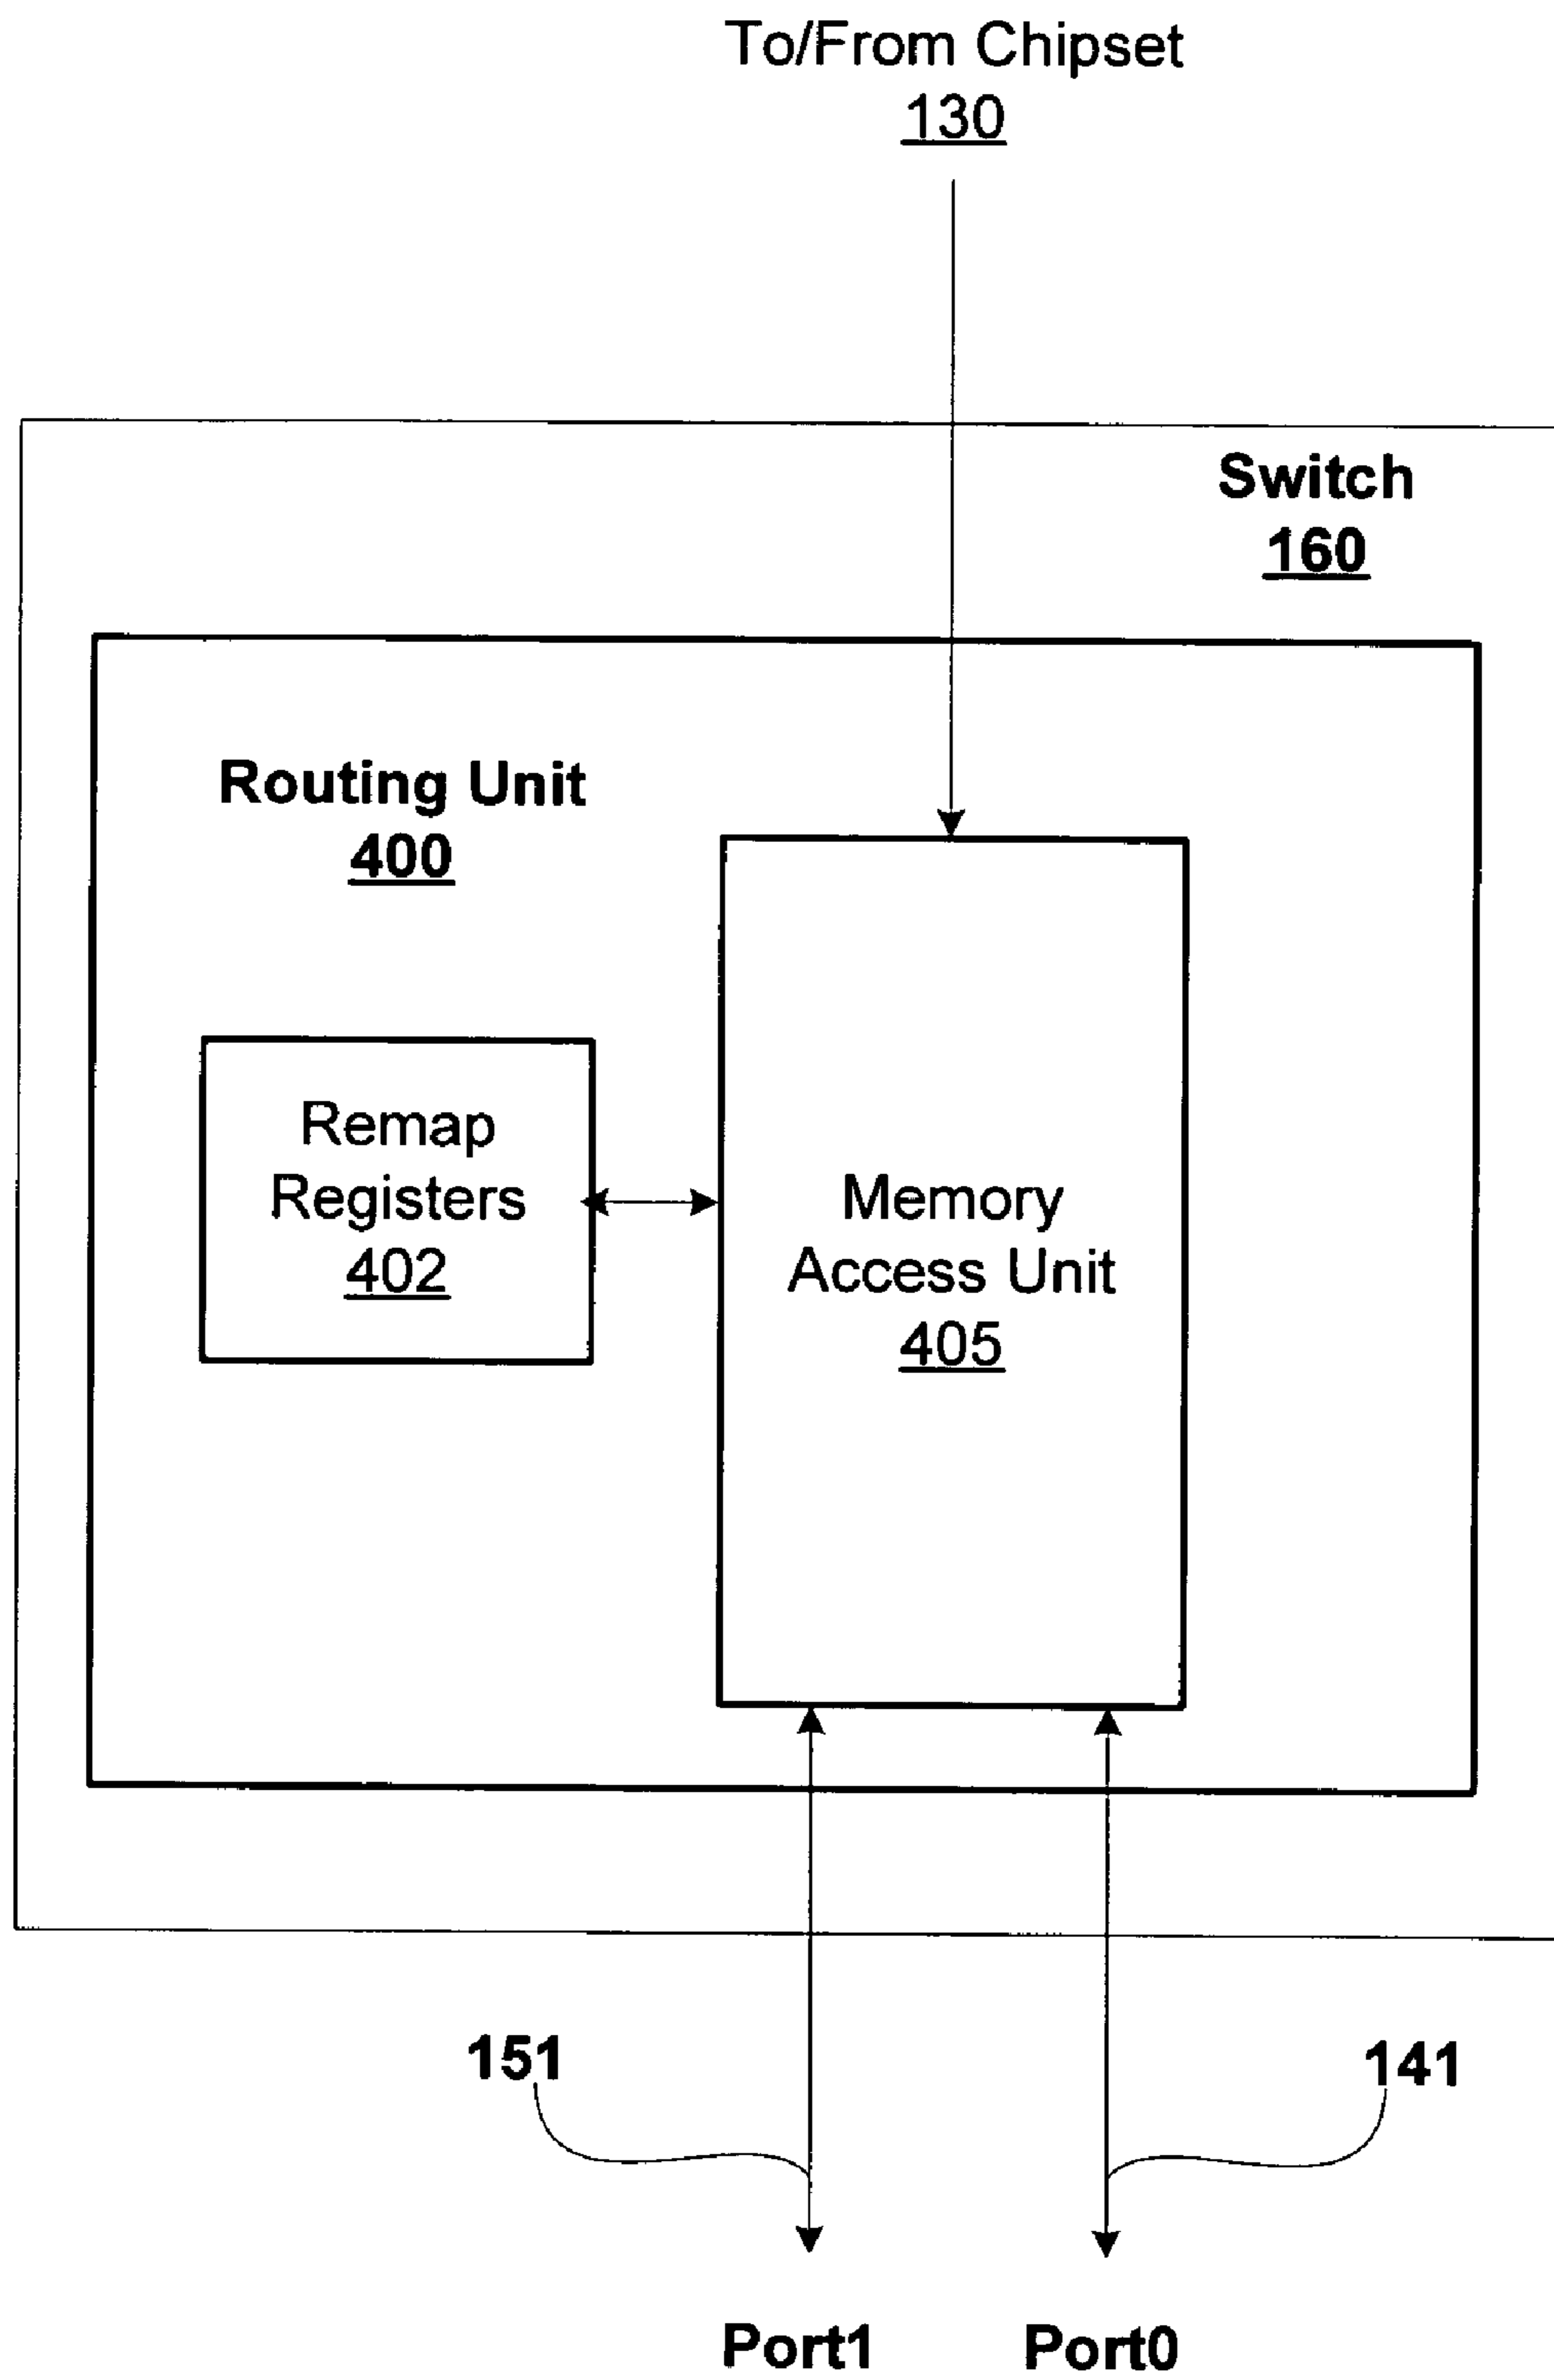 To/From Chipset
130
Switch
160
Routing Unit
400
Remap
Registers
402
Memory
Access Unit
405
151
141
Port1
Port0